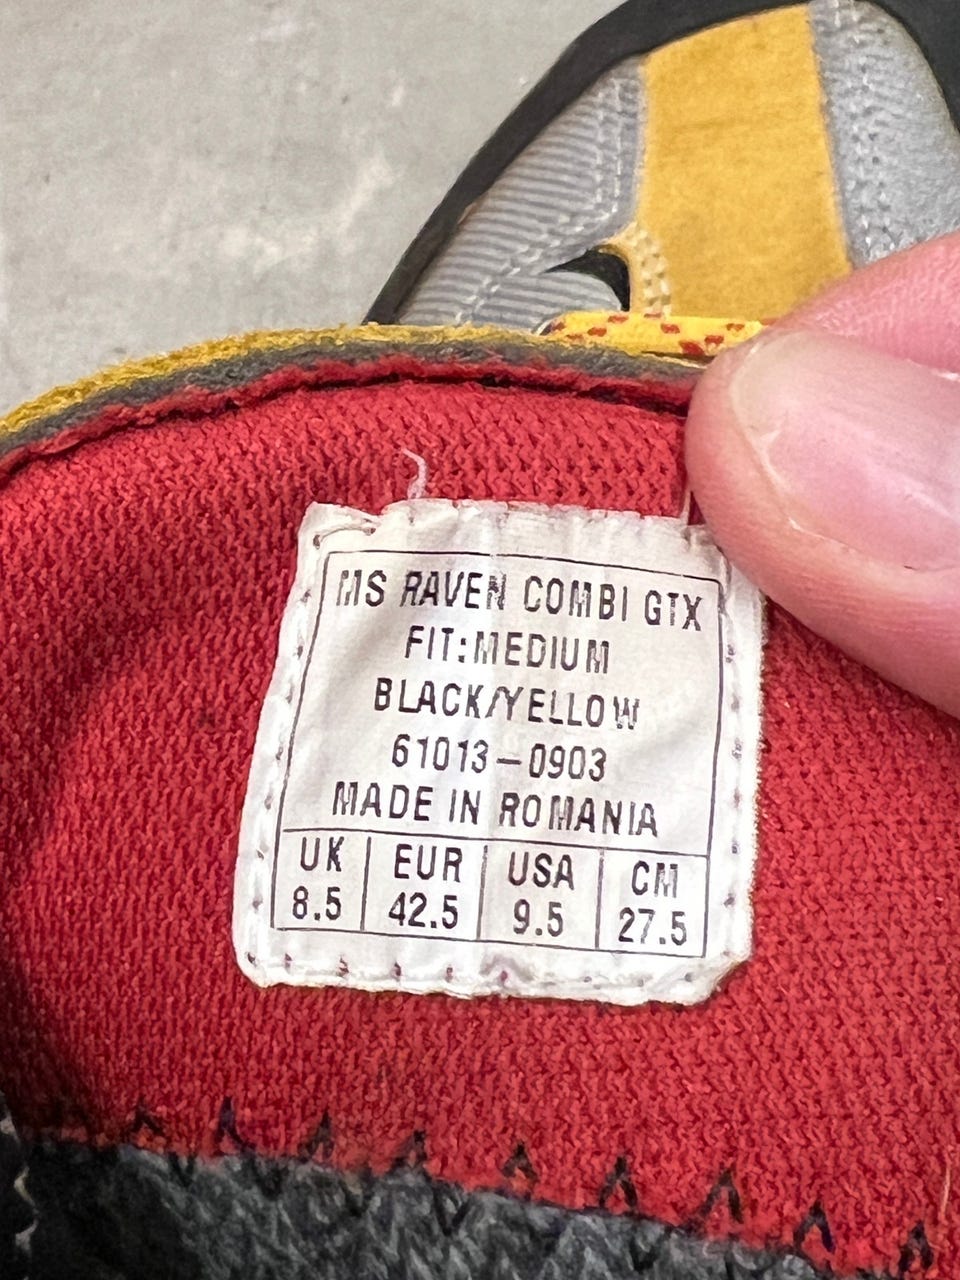 MS RAVEN COMBI GTX
FIT:MEDIUM
BLACK/YELLOW
61013-0903
MADE IN ROMANIA
UK EUR USA CM
8.5 42.5 9.5 27.5